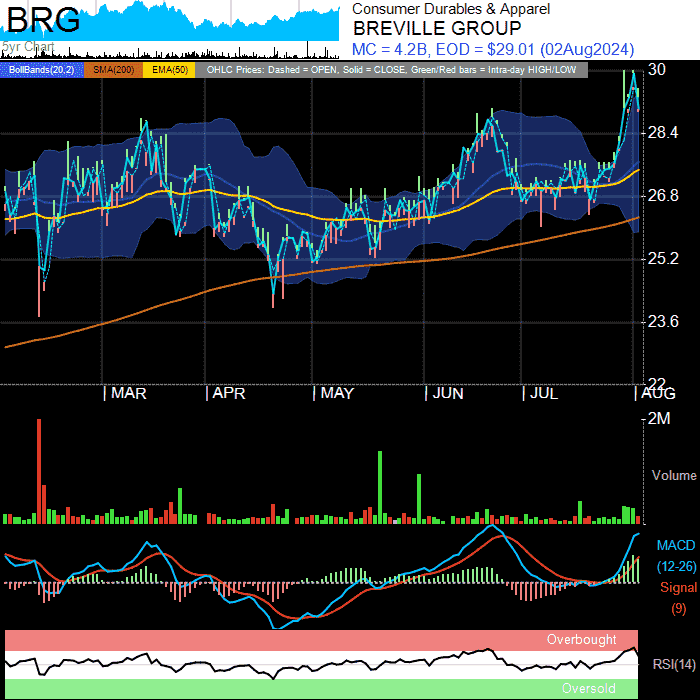 BRG
5yr Chart
Consumer Durables & Apparel
BREVILLE GROUP
MC = 4.2B, EOD = $29.01 (02Aug2024)
BollBands(20,2) SMA(200) EMA(50) OHLC Prices: Dashed = OPEN, Solid = CLOSE, Green/Red bars = Intra-day HIGH/LOW
30
28.4
26.8
25.2
23.6
22
MAR APR MAY JUN JUL AUG
2M
Volume
MACD
(12-26)
Signal
(9)
Overbought
RSI(14)
Oversold